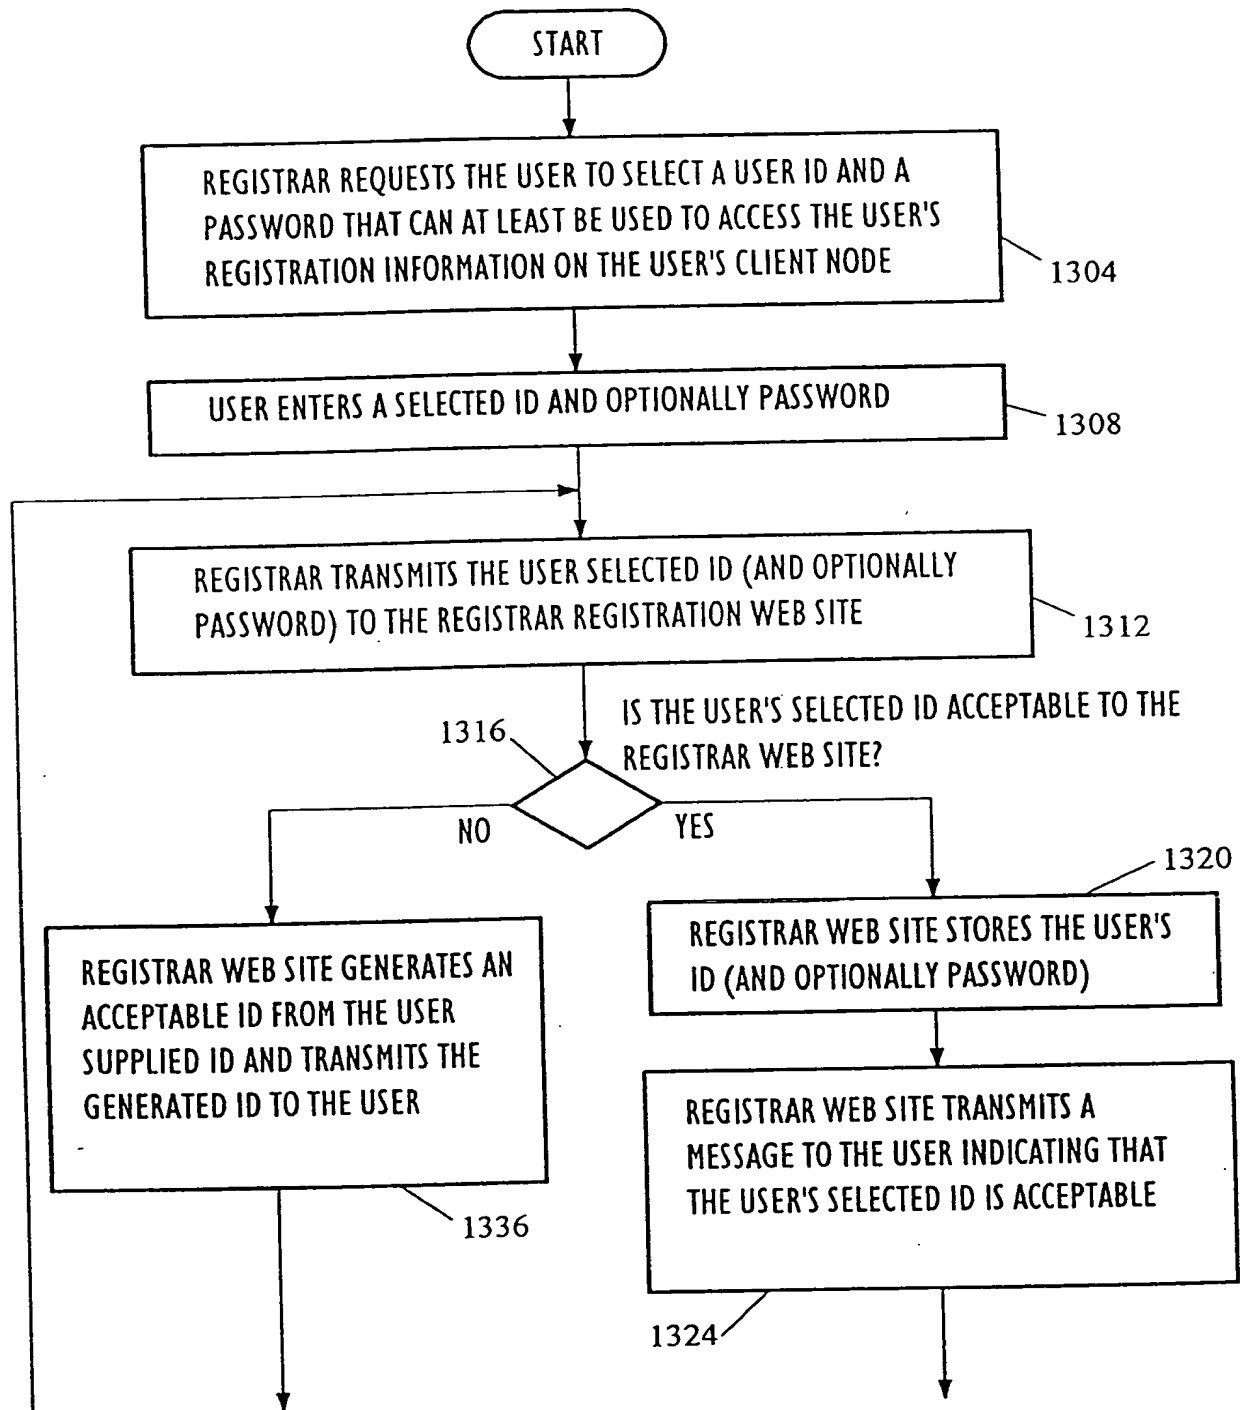 START
REGISTRAR REQUESTS THE USER TO SELECT A USER ID AND A
PASSWORD THAT CAN AT LEAST BE USED TO ACCESS THE USER'S
REGISTRATION INFORMATION ON THE USER'S CLIENT NODE
1304
USER ENTERS A SELECTED ID AND OPTIONALLY PASSWORD
1308
REGISTRAR TRANSMITS THE USER SELECTED ID (AND OPTIONALLY
PASSWORD) TO THE REGISTRAR REGISTRATION WEB SITE
1312
IS THE USER'S SELECTED ID ACCEPTABLE TO THE
REGISTRAR WEB SITE?
1316
NO
YES
1320
REGISTRAR WEB SITE STORES THE USER'S
ID (AND OPTIONALLY PASSWORD)
REGISTRAR WEB SITE GENERATES AN
ACCEPTABLE ID FROM THE USER
SUPPLIED ID AND TRANSMITS THE
GENERATED ID TO THE USER
1336
REGISTRAR WEB SITE TRANSMITS A
MESSAGE TO THE USER INDICATING THAT
THE USER'S SELECTED ID IS ACCEPTABLE
1324